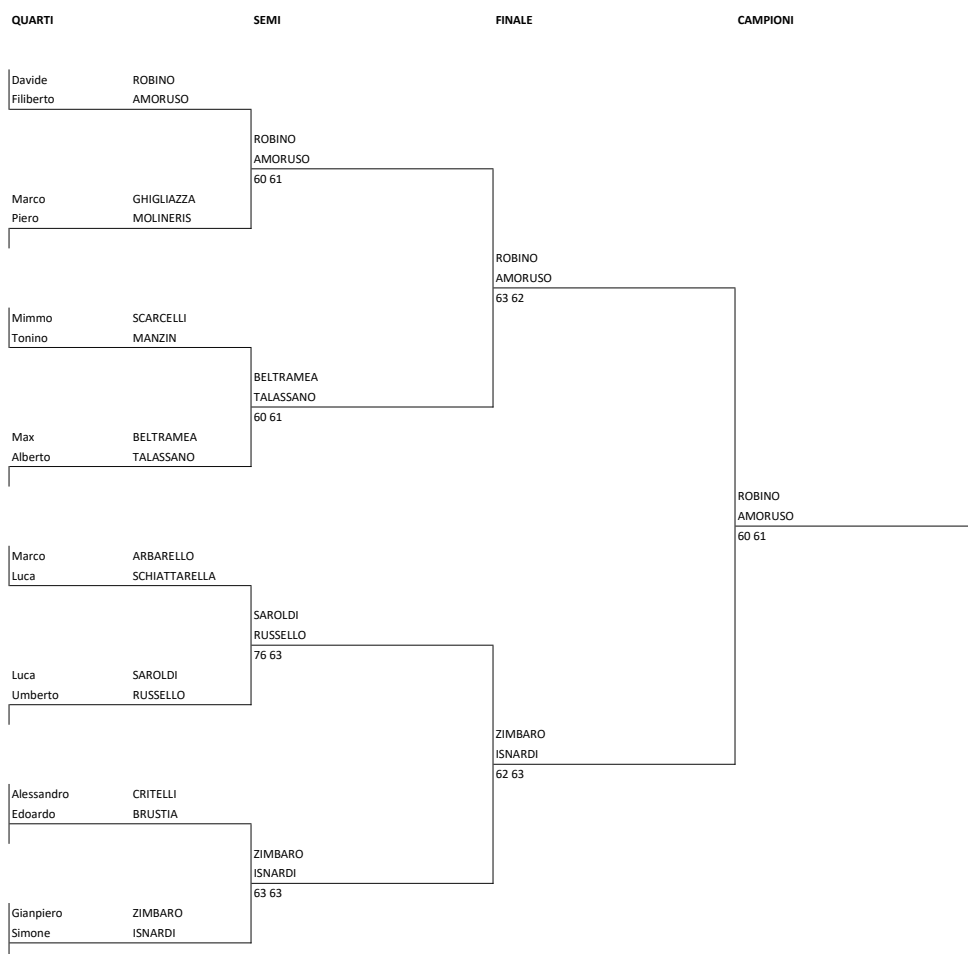 QUARTI SEMI FINALE CAMPIONI
Davide ROBINO
Filiberto AMORUSO
ROBINO
AMORUSO
60 61
Marco GHIGLIAZZA
Piero MOLINERIS
ROBINO
AMORUSO
63 62
Mimmo SCARCELLI
Tonino MANZIN
BELTRAMEA
TALASSANO
60 61
Max BELTRAMEA
Alberto TALASSANO
ROBINO
AMORUSO
60 61
Marco ARBARELLO
Luca SCHIATTARELLA
SAROLDI
RUSSELLO
76 63
Luca SAROLDI
Umberto RUSSELLO
ZIMBARO
ISNARDI
62 63
Alessandro CRITELLI
Edoardo BRUSTIA
ZIMBARO
ISNARDI
63 63
Gianpiero ZIMBARO
Simone ISNARDI